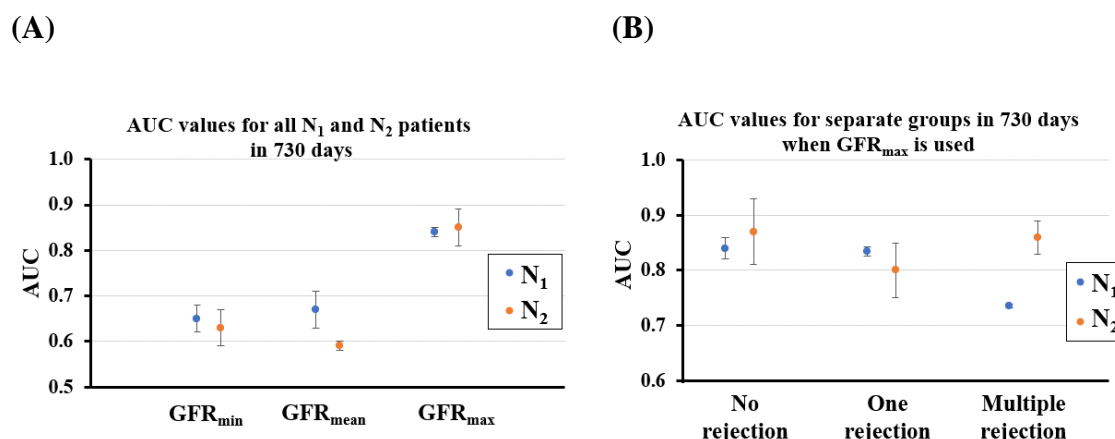 (A)
AUC values for all N₁ and N₂ patients
in 730 days
1.0
0.9
0.8
0.7
0.6
0.5
AUC
GFRmin
GFRmean
GFRmax
N₁
N₂
(B)
AUC values for separate groups in 730 days
when GFRmax is used
1.0
0.9
0.8
0.7
0.6
AUC
No
rejection
One
rejection
Multiple
rejection
N₁
N₂